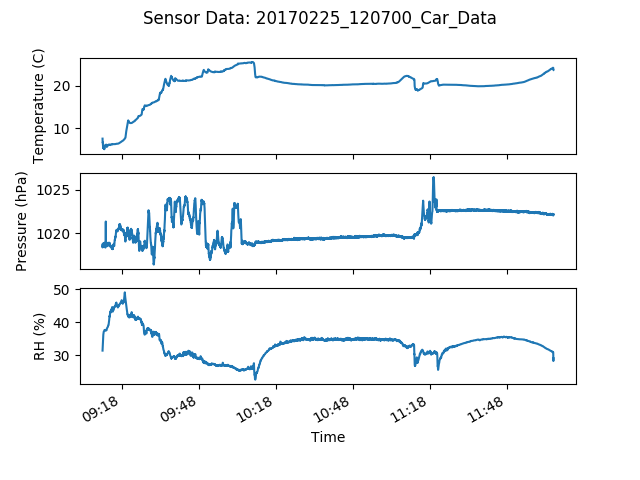 Sensor Data: 20170225_120700_Car_Data
Temperature (C)
20
10
Pressure (hPa)
1025
1020
RH (%)
50
40
30
09:18 09:48 10:18 10:48 11:18 11:48
Time